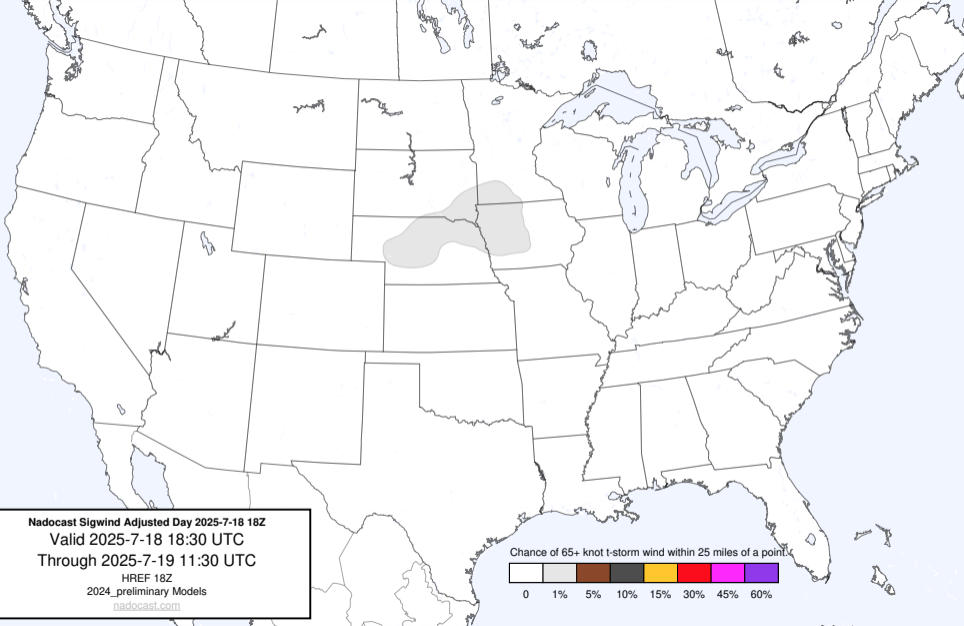 Nadocast Sigwind Adjusted Day 2025-7-18 18Z
Valid 2025-7-18 18:30 UTC
Through 2025-7-19 11:30 UTC
HREF 18Z
2024_preliminary Models
nadocast.com
Chance of 65+ knot t-storm wind within 25 miles of a point.
0 1% 5% 10% 15% 30% 45% 60%